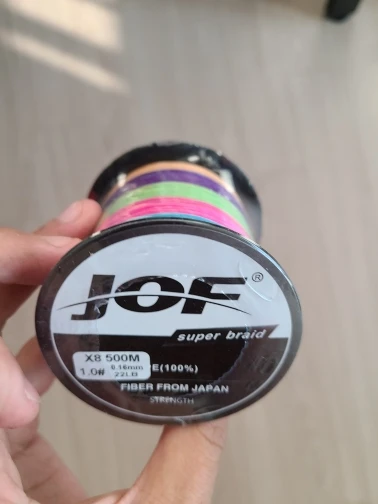 JOF®
super braid
X8 500M
1.0# 0.16mm 22LB
E(100%)
FIBER FROM JAPAN
STRENGTH